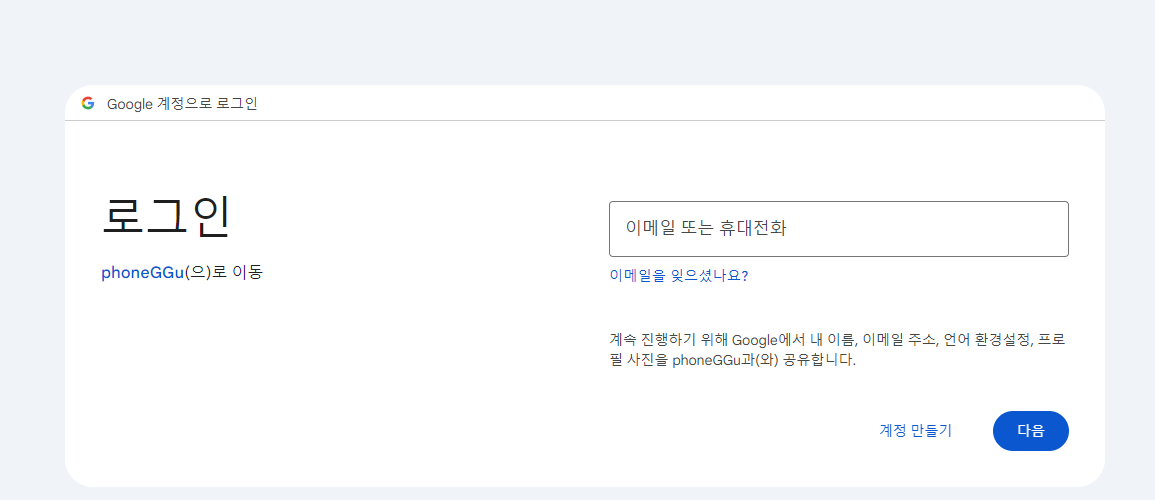 Google 계정으로 로그인
로그인
phoneGGu(으)로 이동
이메일 또는 휴대전화
이메일을 잊으셨나요?
계속 진행하기 위해 Google에서 내 이름, 이메일 주소, 언어 환경설정, 프로
필 사진을 phoneGGu과(와) 공유합니다.
계정 만들기
다음